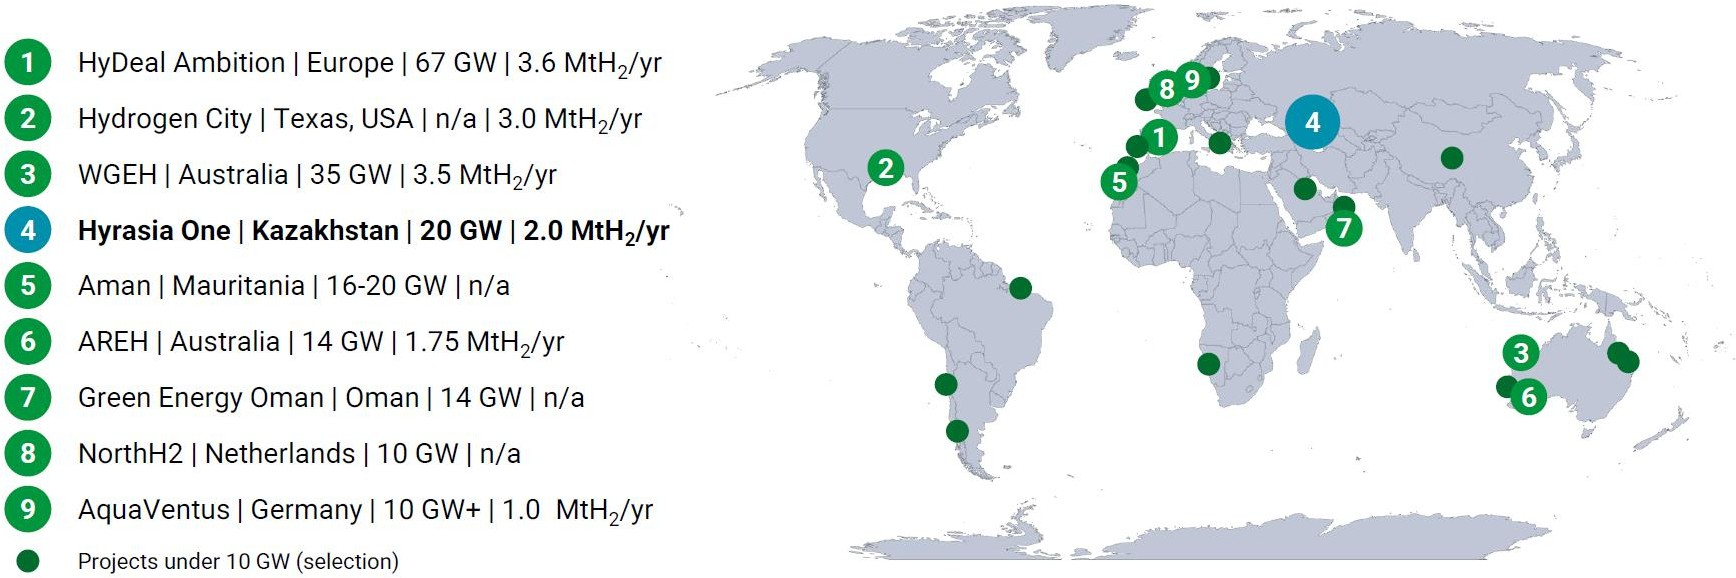 1 HyDeal Ambition | Europe | 67 GW | 3.6 MtH₂/yr
2 Hydrogen City | Texas, USA | n/a | 3.0 MtH₂/yr
3 WGEH | Australia | 35 GW | 3.5 MtH₂/yr
4 Hyrasia One | Kazakhstan | 20 GW | 2.0 MtH₂/yr
5 Aman | Mauritania | 16-20 GW | n/a
6 AREH | Australia | 14 GW | 1.75 MtH₂/yr
7 Green Energy Oman | Oman | 14 GW | n/a
8 NorthH2 | Netherlands | 10 GW | n/a
9 AquaVentus | Germany | 10 GW+ | 1.0 MtH₂/yr
Projects under 10 GW (selection)
8 9
4
1
2
5
7
3
6